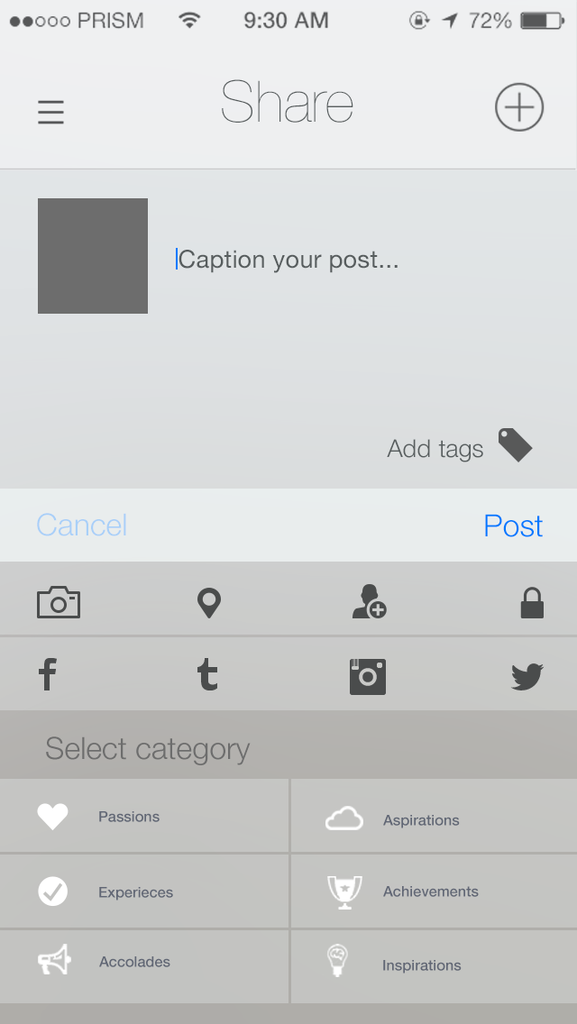 PRISM 9:30 AM 72%
Share
Caption your post...
Add tags
Cancel Post
Select category
Passions Aspirations
Experieces Achievements
Accolades Inspirations